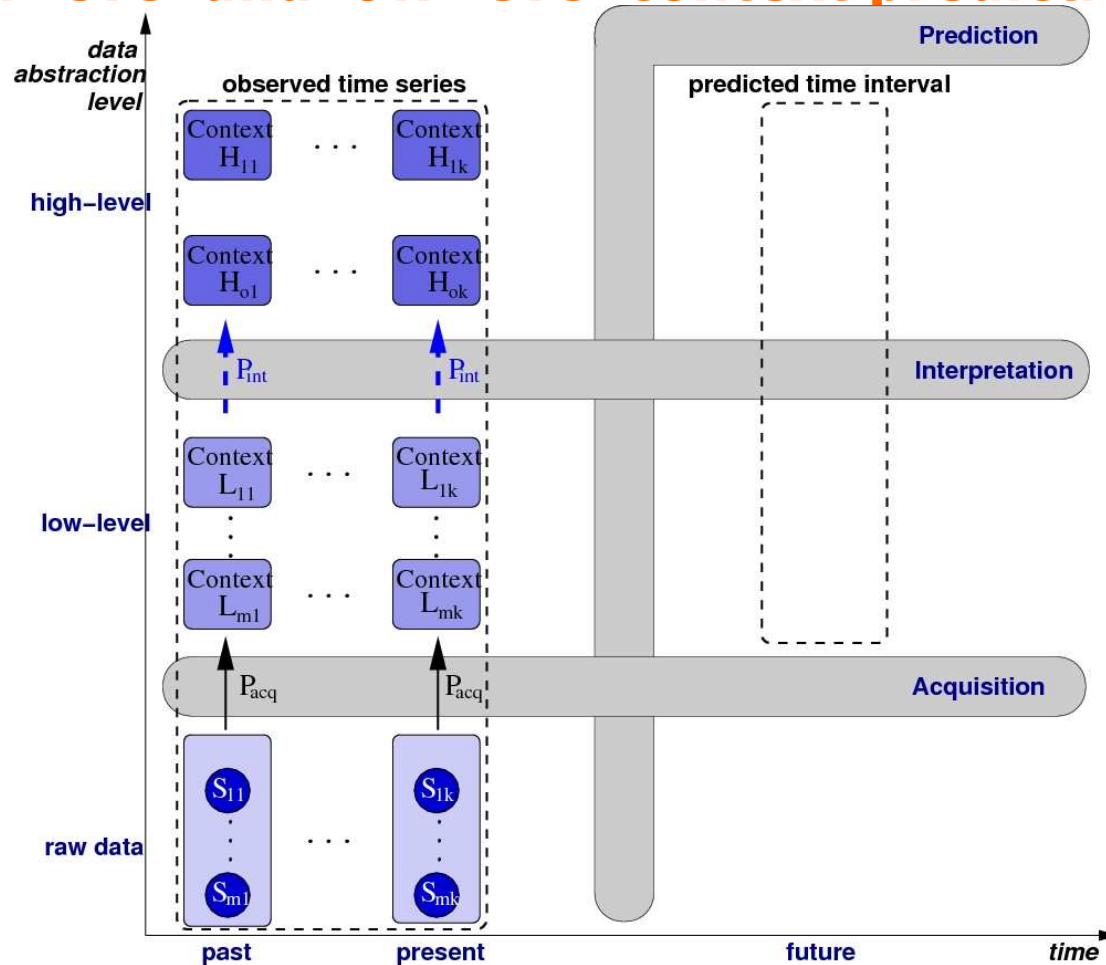 Prediction
data
abstraction
level
observed time series
predicted time interval
Context
H11
. . .
Context
H1k
high-level
Context
Ho1
. . .
Context
Hok
Pint
Pint
Interpretation
Context
L11
. . .
Context
L1k
low-level
Context
Lm1
. . .
Context
Lmk
Pacq
Pacq
Acquisition
S11
S1k
raw data
. . .
Sm1
Smk
past
present
future
time